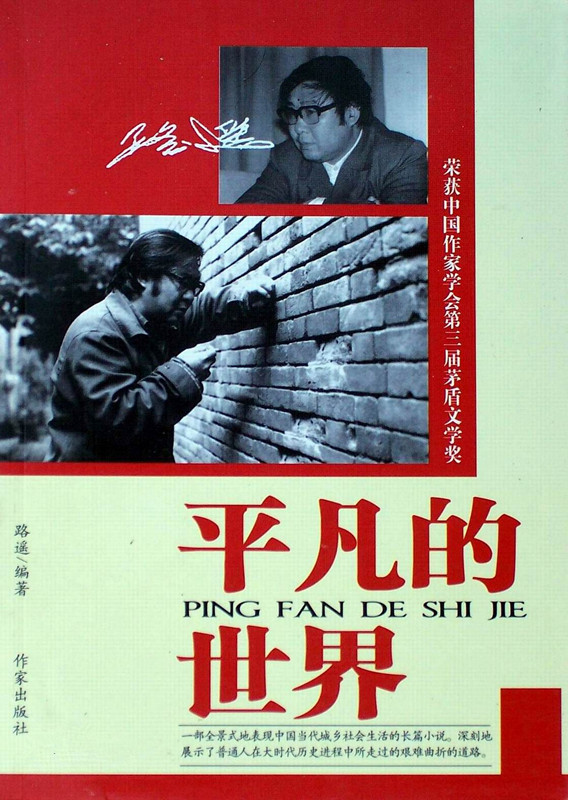 路遥
荣获中国作家学会第三届茅盾文学奖
平凡的
PING FAN DE SHI JIE
世界
路遥/编著
作家出版社
一部全景式地表现中国当代城乡社会生活的长篇小说。深刻地
展示了普通人在大时代历史进程中所走过的艰难曲折的道路。